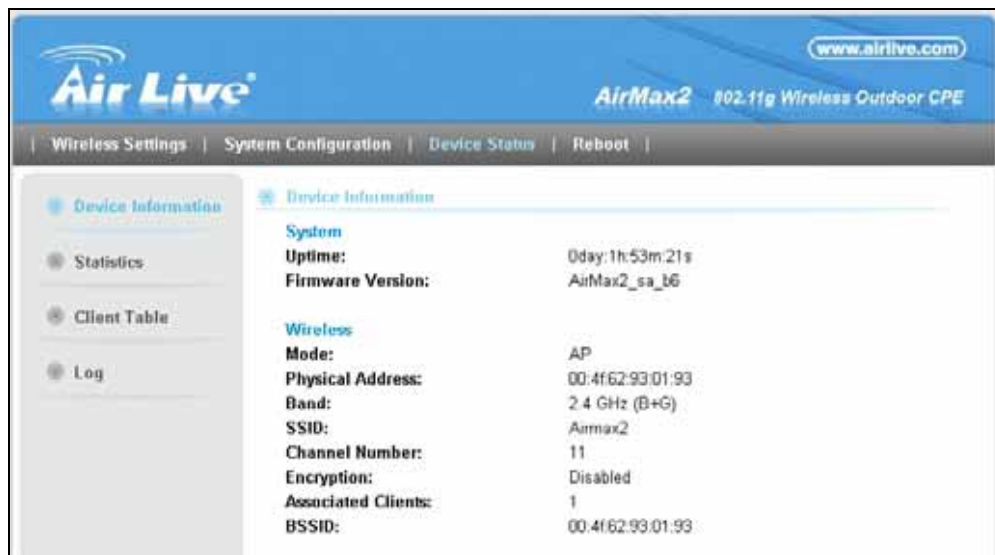 www.airlive.com
Air Live
AirMax2 802.11g Wireless Outdoor CPE
| Wireless Settings | System Configuration | Device Status | Reboot |
Device Information
Statistics
Client Table
Log
Device Information
System
Uptime: 0day:1h:53m:21s
Firmware Version: AirMax2_sa_b6
Wireless
Mode: AP
Physical Address: 00:4f:62:93:01:93
Band: 2.4 GHz (B+G)
SSID: Airmax2
Channel Number: 11
Encryption: Disabled
Associated Clients: 1
BSSID: 00:4f:62:93:01:93